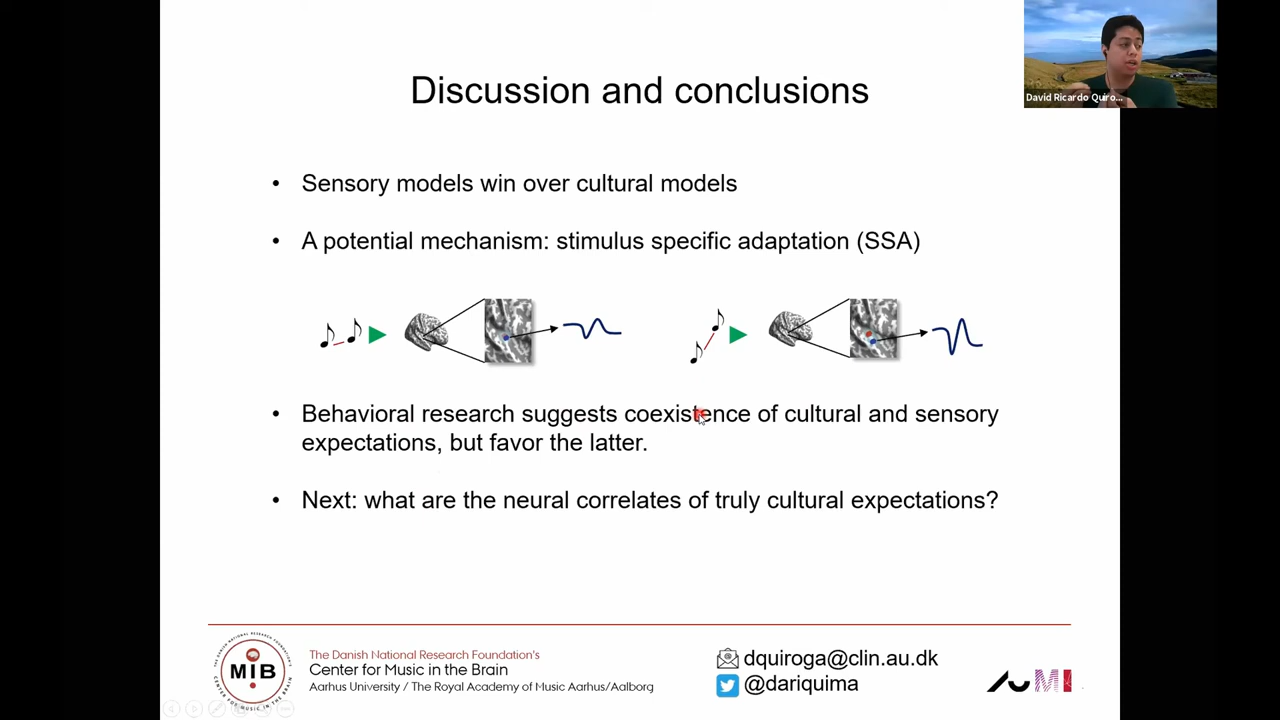 Discussion and conclusions
David Ricardo Quiro...
• Sensory models win over cultural models
• A potential mechanism: stimulus specific adaptation (SSA)
• Behavioral research suggests coexistence of cultural and sensory
expectations, but favor the latter.
• Next: what are the neural correlates of truly cultural expectations?
MIB
The Danish National Research Foundation's
Center for Music in the Brain
Aarhus University / The Royal Academy of Music Aarhus/Aalborg
dquiroga@clin.au.dk
@dariquima